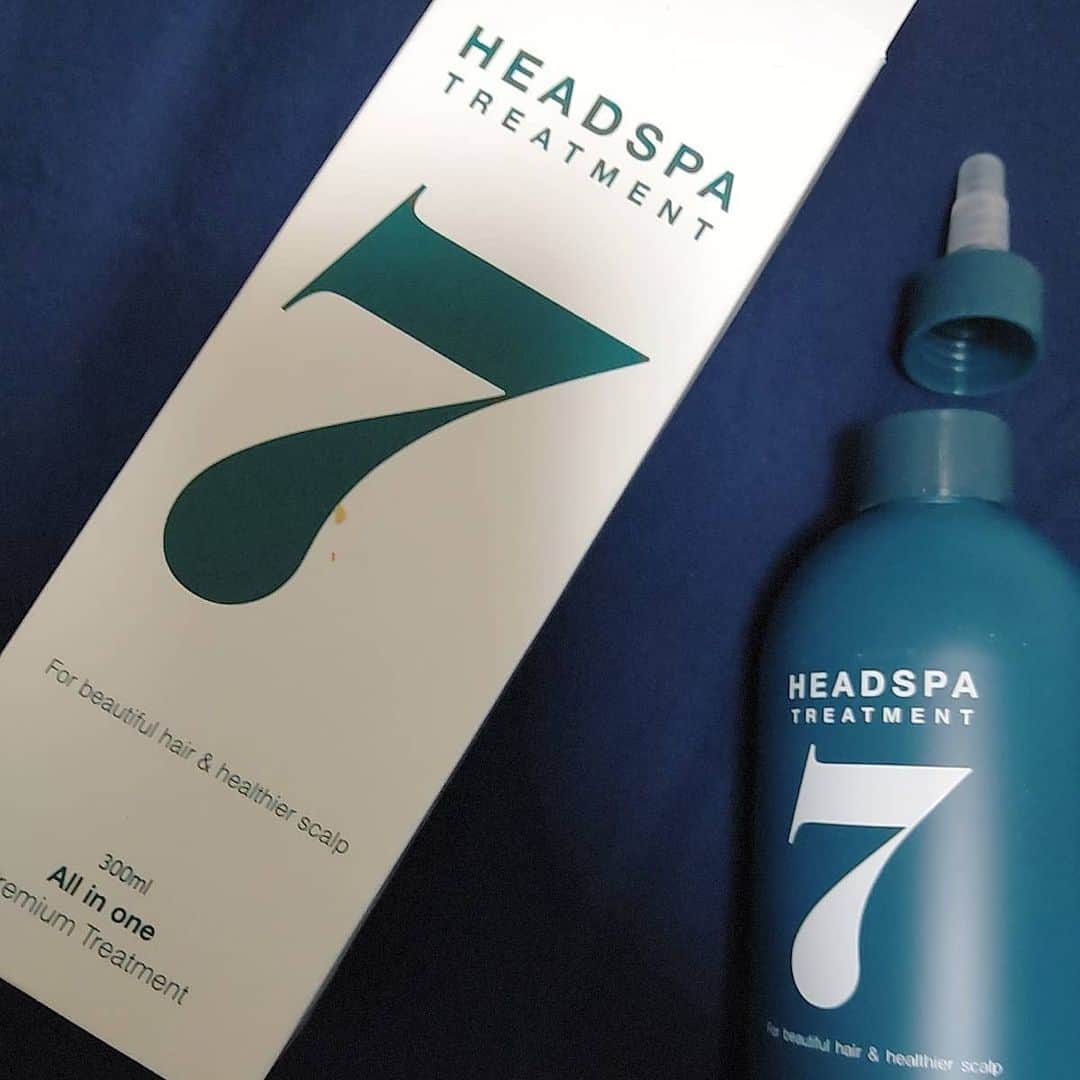 HEADSPA
TREATMENT
7
For beautiful hair & healthier scalp
300ml
All in one
remium Treatment
HEADSPA
TREATMENT
7
For beautiful hair & healthier scalp